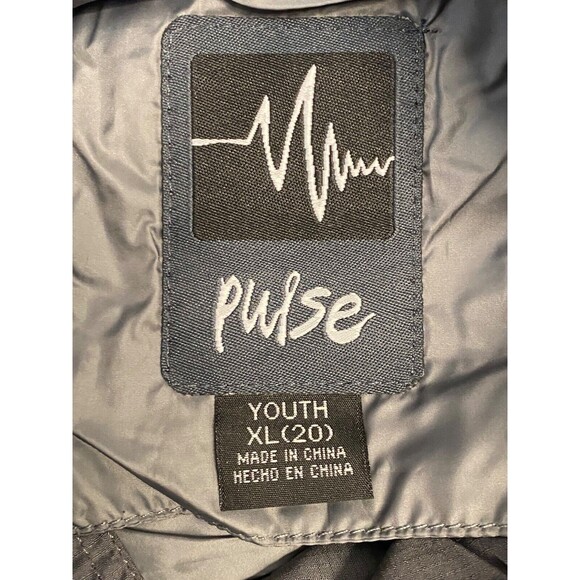 pulse
YOUTH
XL(20)
MADE IN CHINA
HECHO EN CHINA